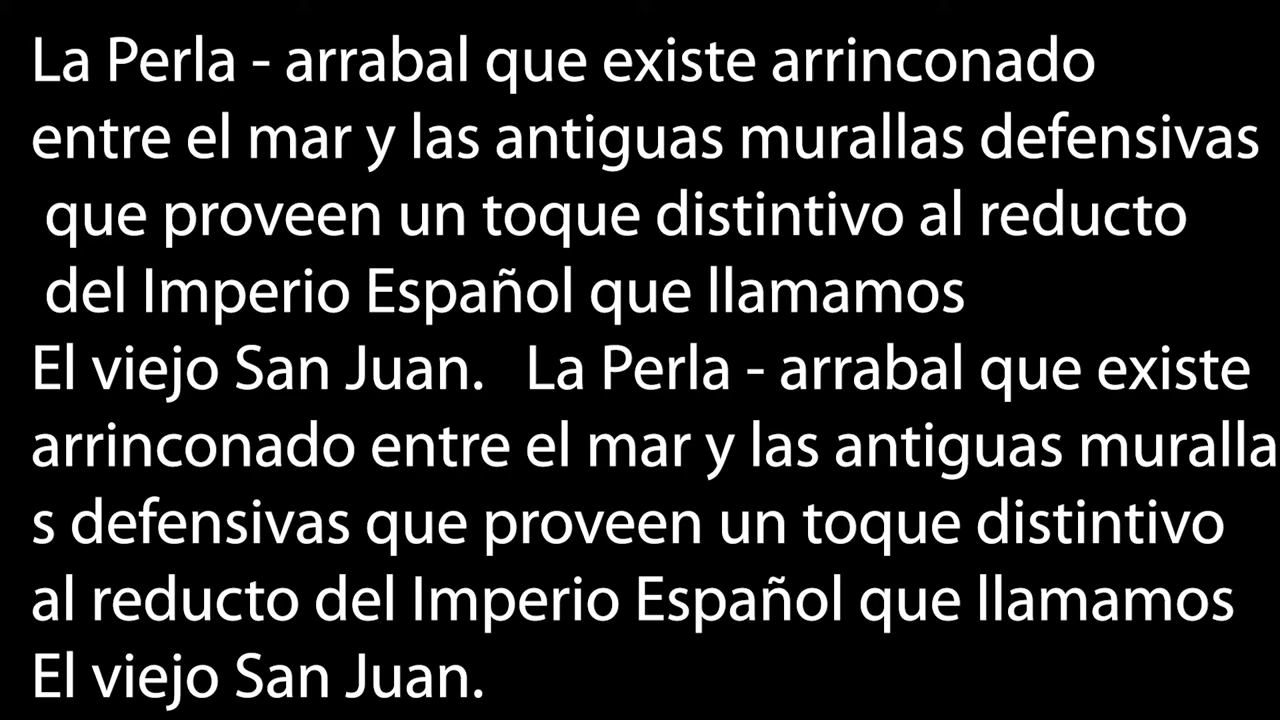 La Perla - arrabal que existe arrinconado
entre el mar y las antiguas murallas defensivas
que proveen un toque distintivo al reducto
del Imperio Español que llamamos
El viejo San Juan. La Perla - arrabal que existe
arrinconado entre el mar y las antiguas muralla
s defensivas que proveen un toque distintivo
al reducto del Imperio Español que llamamos
El viejo San Juan.